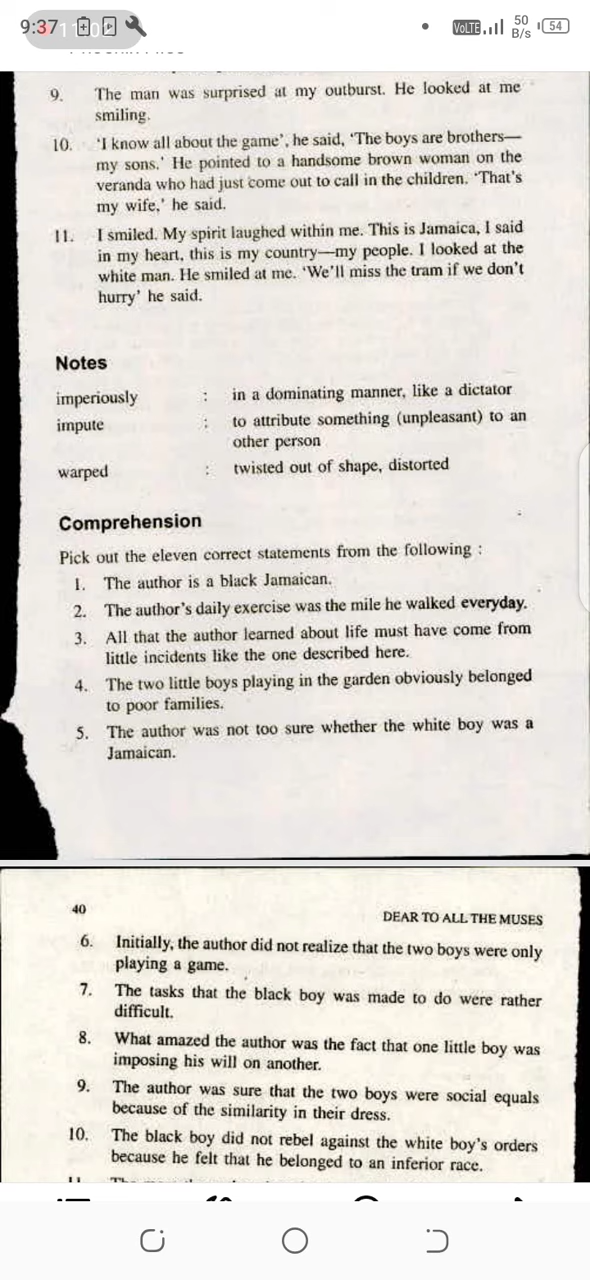 9:37
VoLTE
50
B/s
54
9. The man was surprised at my outburst. He looked at me
smiling.
10. 'I know all about the game', he said, 'The boys are brothers—
my sons.' He pointed to a handsome brown woman on the
veranda who had just come out to call in the children. 'That's
my wife,' he said.
11. I smiled. My spirit laughed within me. This is Jamaica, I said
in my heart, this is my country—my people. I looked at the
white man. He smiled at me. 'We'll miss the tram if we don't
hurry' he said.
Notes
imperiously : in a dominating manner, like a dictator
impute : to attribute something (unpleasant) to an
other person
warped : twisted out of shape, distorted
Comprehension
Pick out the eleven correct statements from the following :
1. The author is a black Jamaican.
2. The author's daily exercise was the mile he walked everyday.
3. All that the author learned about life must have come from
little incidents like the one described here.
4. The two little boys playing in the garden obviously belonged
to poor families.
5. The author was not too sure whether the white boy was a
Jamaican.
40
DEAR TO ALL THE MUSES
6. Initially, the author did not realize that the two boys were only
playing a game.
7. The tasks that the black boy was made to do were rather
difficult.
8. What amazed the author was the fact that one little boy was
imposing his will on another.
9. The author was sure that the two boys were social equals
because of the similarity in their dress.
10. The black boy did not rebel against the white boy's orders
because he felt that he belonged to an inferior race.